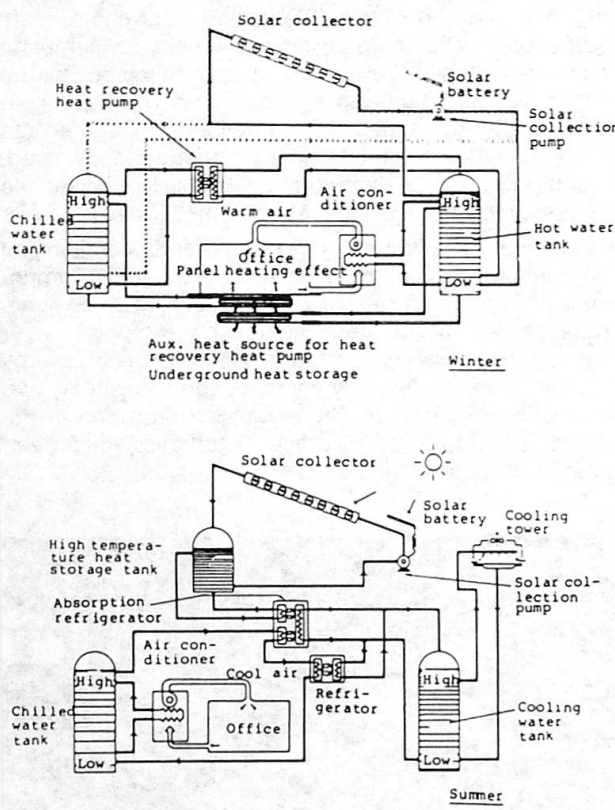 Solar collector
Solar
battery
Heat recovery
heat pump
Solar
collection
pump
High
Air con-
ditioner
High
Chilled
water
tank
Warm air
Hot water
tank
Office
Panel heating effect
Low
Low
Aux. heat source for heat
recovery heat pump
Underground heat storage
Winter
Solar collector
Solar
battery
Cooling
tower
High tempera-
ture heat
storage tank
Solar col-
lection
pump
Absorption
refrigerator
Air con-
ditioner
Cool air
High
High
Refri-
gerator
Chilled
water
tank
Office
Cooling
water
tank
Low
Low
Summer